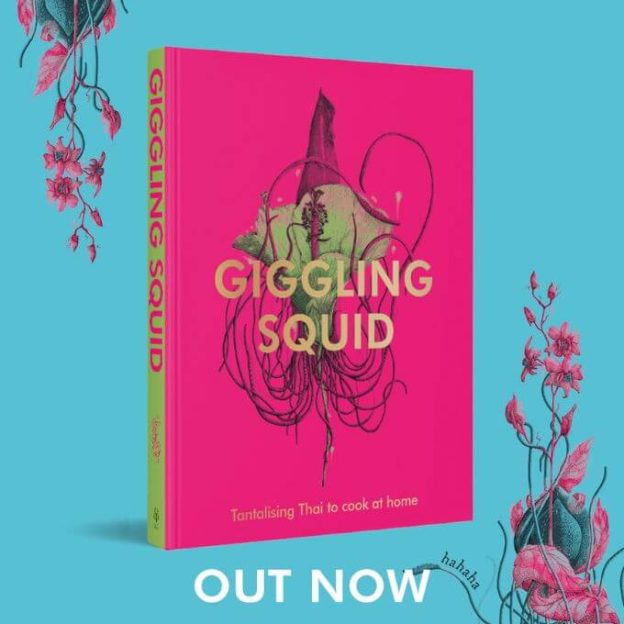 GIGGLING SQUID
GIGGLING
SQUID
Tantalising Thai to cook at home
hahaha
OUT NOW